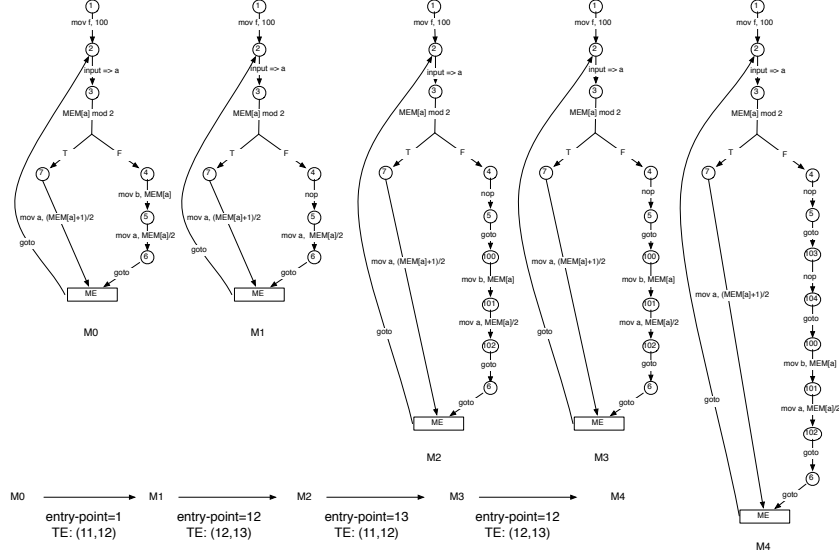 1
mov f, 100
2
input => a
3
MEM[a] mod 2
T
F
7
4
mov b, MEM[a]
5
mov a, (MEM[a]+1)/2
mov a, MEM[a]/2
6
goto
goto
ME
M0
1
mov f, 100
2
input => a
3
MEM[a] mod 2
T
F
7
4
nop
5
mov a, (MEM[a]+1)/2
mov a, MEM[a]/2
6
goto
goto
ME
M1
1
mov f, 100
2
input => a
3
MEM[a] mod 2
T
F
7
4
nop
5
goto
100
mov a, (MEM[a]+1)/2
mov b, MEM[a]
101
mov a, MEM[a]/2
goto
102
goto
6
goto
ME
M2
1
mov f, 100
2
input => a
3
MEM[a] mod 2
T
F
7
4
nop
5
goto
100
mov a, (MEM[a]+1)/2
mov b, MEM[a]
101
mov a, MEM[a]/2
goto
102
goto
6
goto
ME
M3
1
mov f, 100
2
input => a
3
MEM[a] mod 2
T
F
7
4
nop
5
goto
103
nop
mov a, (MEM[a]+1)/2
104
goto
100
mov b, MEM[a]
101
goto
mov a, MEM[a]/2
102
goto
6
goto
ME
M4
M0 M1 M2 M3 M4
entry-point=1 entry-point=12 entry-point=13 entry-point=12
TE: (11,12) TE: (12,13) TE: (11,12) TE: (12,13)